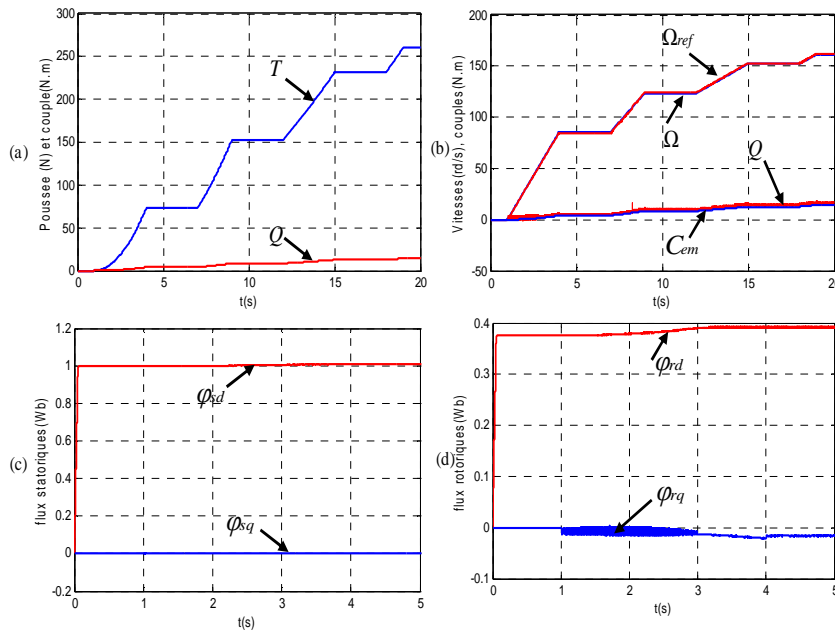 (a)
Poussee (N) et couple(N.m)
300
250
200
150
100
50
0
T
Q
0 5 10 15 20
t(s)
(b)
Vitesses (rd/s), couples (N.m)
200
150
100
50
0
-50
Ωref
Ω
Q
Cem
0 5 10 15 20
t(s)
(c)
flux statoriques (Wb)
1.2
1
0.8
0.6
0.4
0.2
0
-0.2
φsd
φsq
0 1 2 3 4 5
t(s)
(d)
flux rotoriques (Wb)
0.4
0.3
0.2
0.1
0
-0.1
φrd
φrq
0 1 2 3 4 5
t(s)